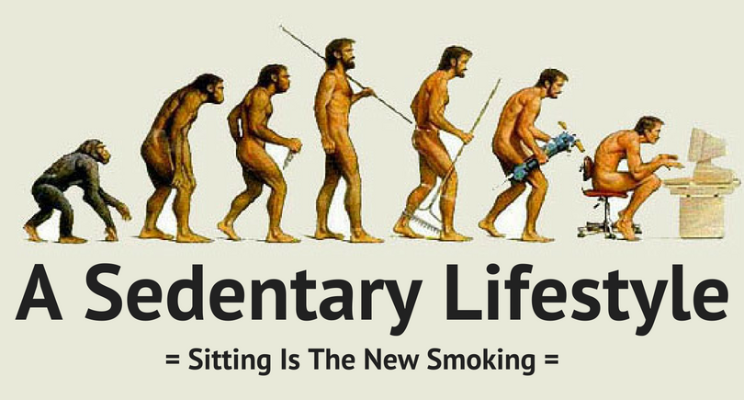 A Sedentary Lifestyle
= Sitting Is The New Smoking =